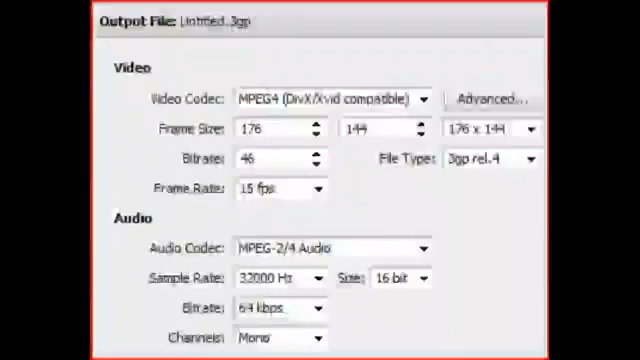 Output File: Untitled.3gp
Video
Video Codec: MPEG4 (DivX/Xvid compatible) Advanced...
Frame Size: 176 144 176 x 144
Bitrate: 46 File Type: 3gp rel.4
Frame Rate: 15 fps
Audio
Audio Codec: MPEG-2/4 Audio
Sample Rate: 32000 Hz Size: 16 bit
Bitrate: 64 kbps
Channels: Mono